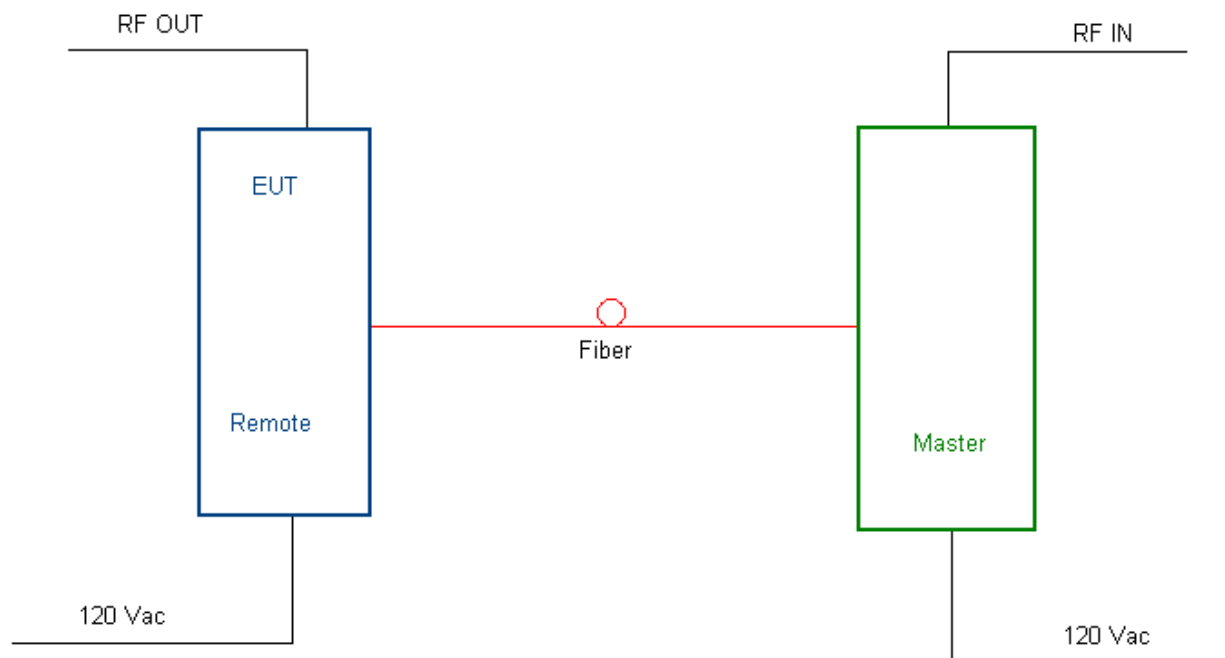 RF OUT
RF IN
EUT
Fiber
Remote
Master
120 Vac
120 Vac